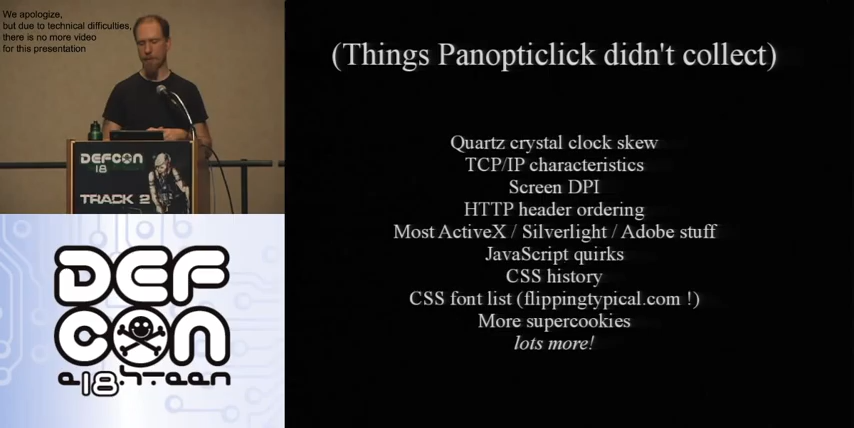 We apologize,
but due to technical difficulties,
there is no more video
for this presentation
DEFCON
18
TRACK 2
DEF
CON
e18hteen
(Things Panopticlick didn't collect)
Quartz crystal clock skew
TCP/IP characteristics
Screen DPI
HTTP header ordering
Most ActiveX / Silverlight / Adobe stuff
JavaScript quirks
CSS history
CSS font list (flippingtypical.com !)
More supercookies
lots more!